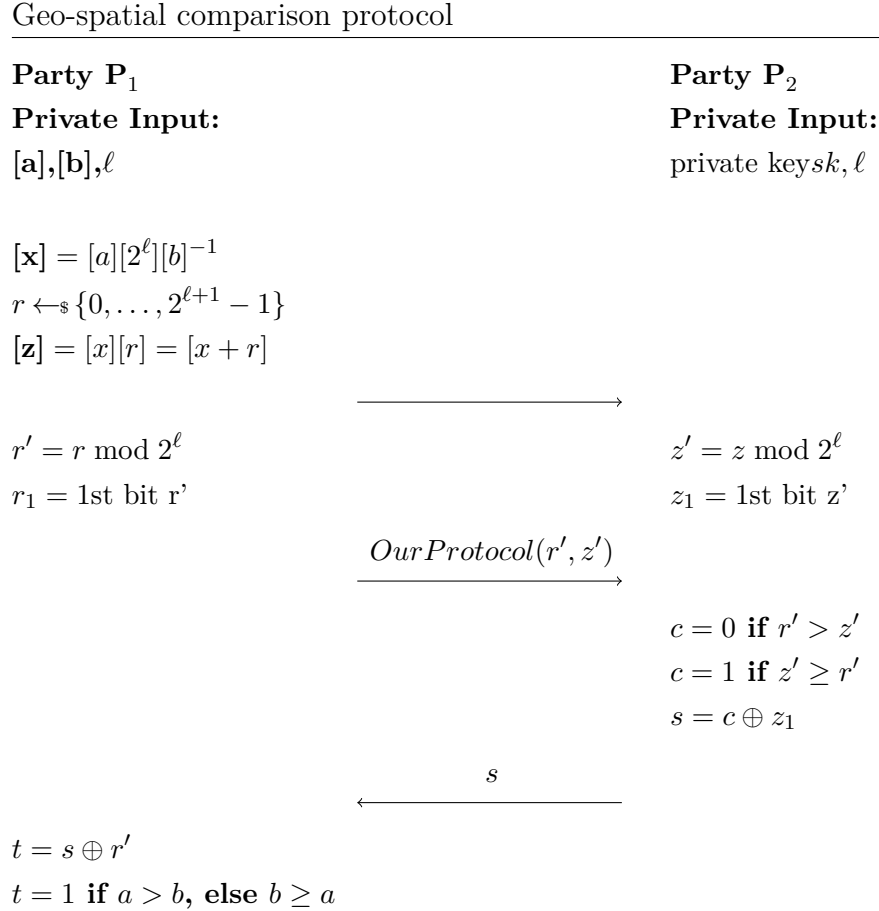 Geo-spatial comparison protocol
Party P₁ Party P₂
Private Input: Private Input:
[a],[b],ℓ private keysk, ℓ
[x] = [a][2^ℓ][b]^−1
r ←$ {0, . . . , 2^{ℓ+1} − 1}
[z] = [x][r] = [x + r]
r′ = r mod 2^ℓ z′ = z mod 2^ℓ
r₁ = 1st bit r’ z₁ = 1st bit z’
OurProtocol(r′, z′)
c = 0 if r′ > z′
c = 1 if z′ ≥ r′
s = c ⊕ z₁
s
t = s ⊕ r′
t = 1 if a > b, else b ≥ a